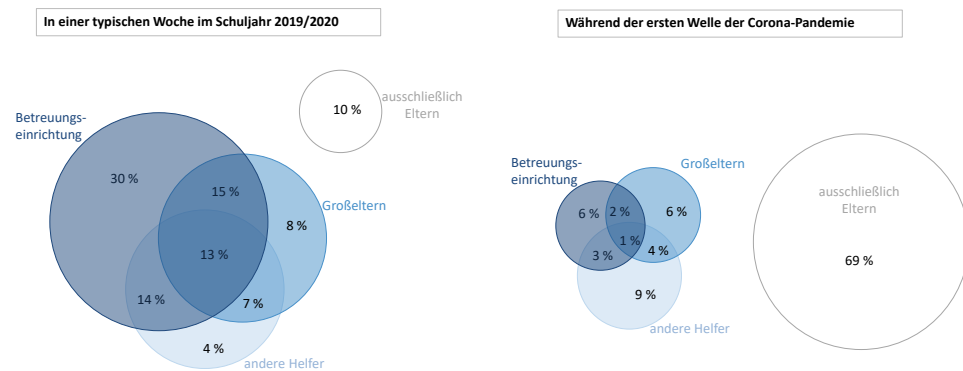 In einer typischen Woche im Schuljahr 2019/2020
10 %
ausschließlich
Eltern
Betreuungs-
einrichtung
30 %
15 %
Großeltern
8 %
13 %
14 %
7 %
4 %
andere Helfer
Während der ersten Welle der Corona-Pandemie
Betreuungs-
einrichtung
Großeltern
6 %
2 %
6 %
1 %
3 %
4 %
9 %
andere Helfer
ausschließlich
Eltern
69 %